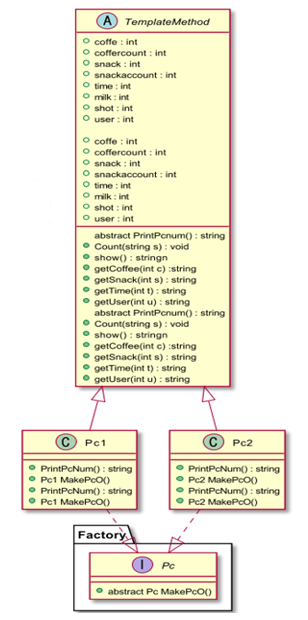 A TemplateMethod
coffe : int
coffercount : int
snack : int
snackaccount : int
time : int
milk : int
shot : int
user : int
coffe : int
coffercount : int
snack : int
snackaccount : int
time : int
milk : int
shot : int
user : int
abstract PrintPcnum() : string
Count(string s) : void
show() : stringn
getCoffee(int c) :string
getSnack(int s) : string
getTime(int t) : string
getUser(int u) : string
abstract PrintPcnum() : string
Count(string s) : void
show() : stringn
getCoffee(int c) :string
getSnack(int s) : string
getTime(int t) : string
getUser(int u) : string
C Pc1
PrintPcNum() : string
Pc1 MakePcO()
PrintPcNum() : string
Pc1 MakePcO()
C Pc2
PrintPcNum() : string
Pc2 MakePcO()
PrintPcNum() : string
Pc2 MakePcO()
Factory
I Pc
abstract Pc MakePcO()